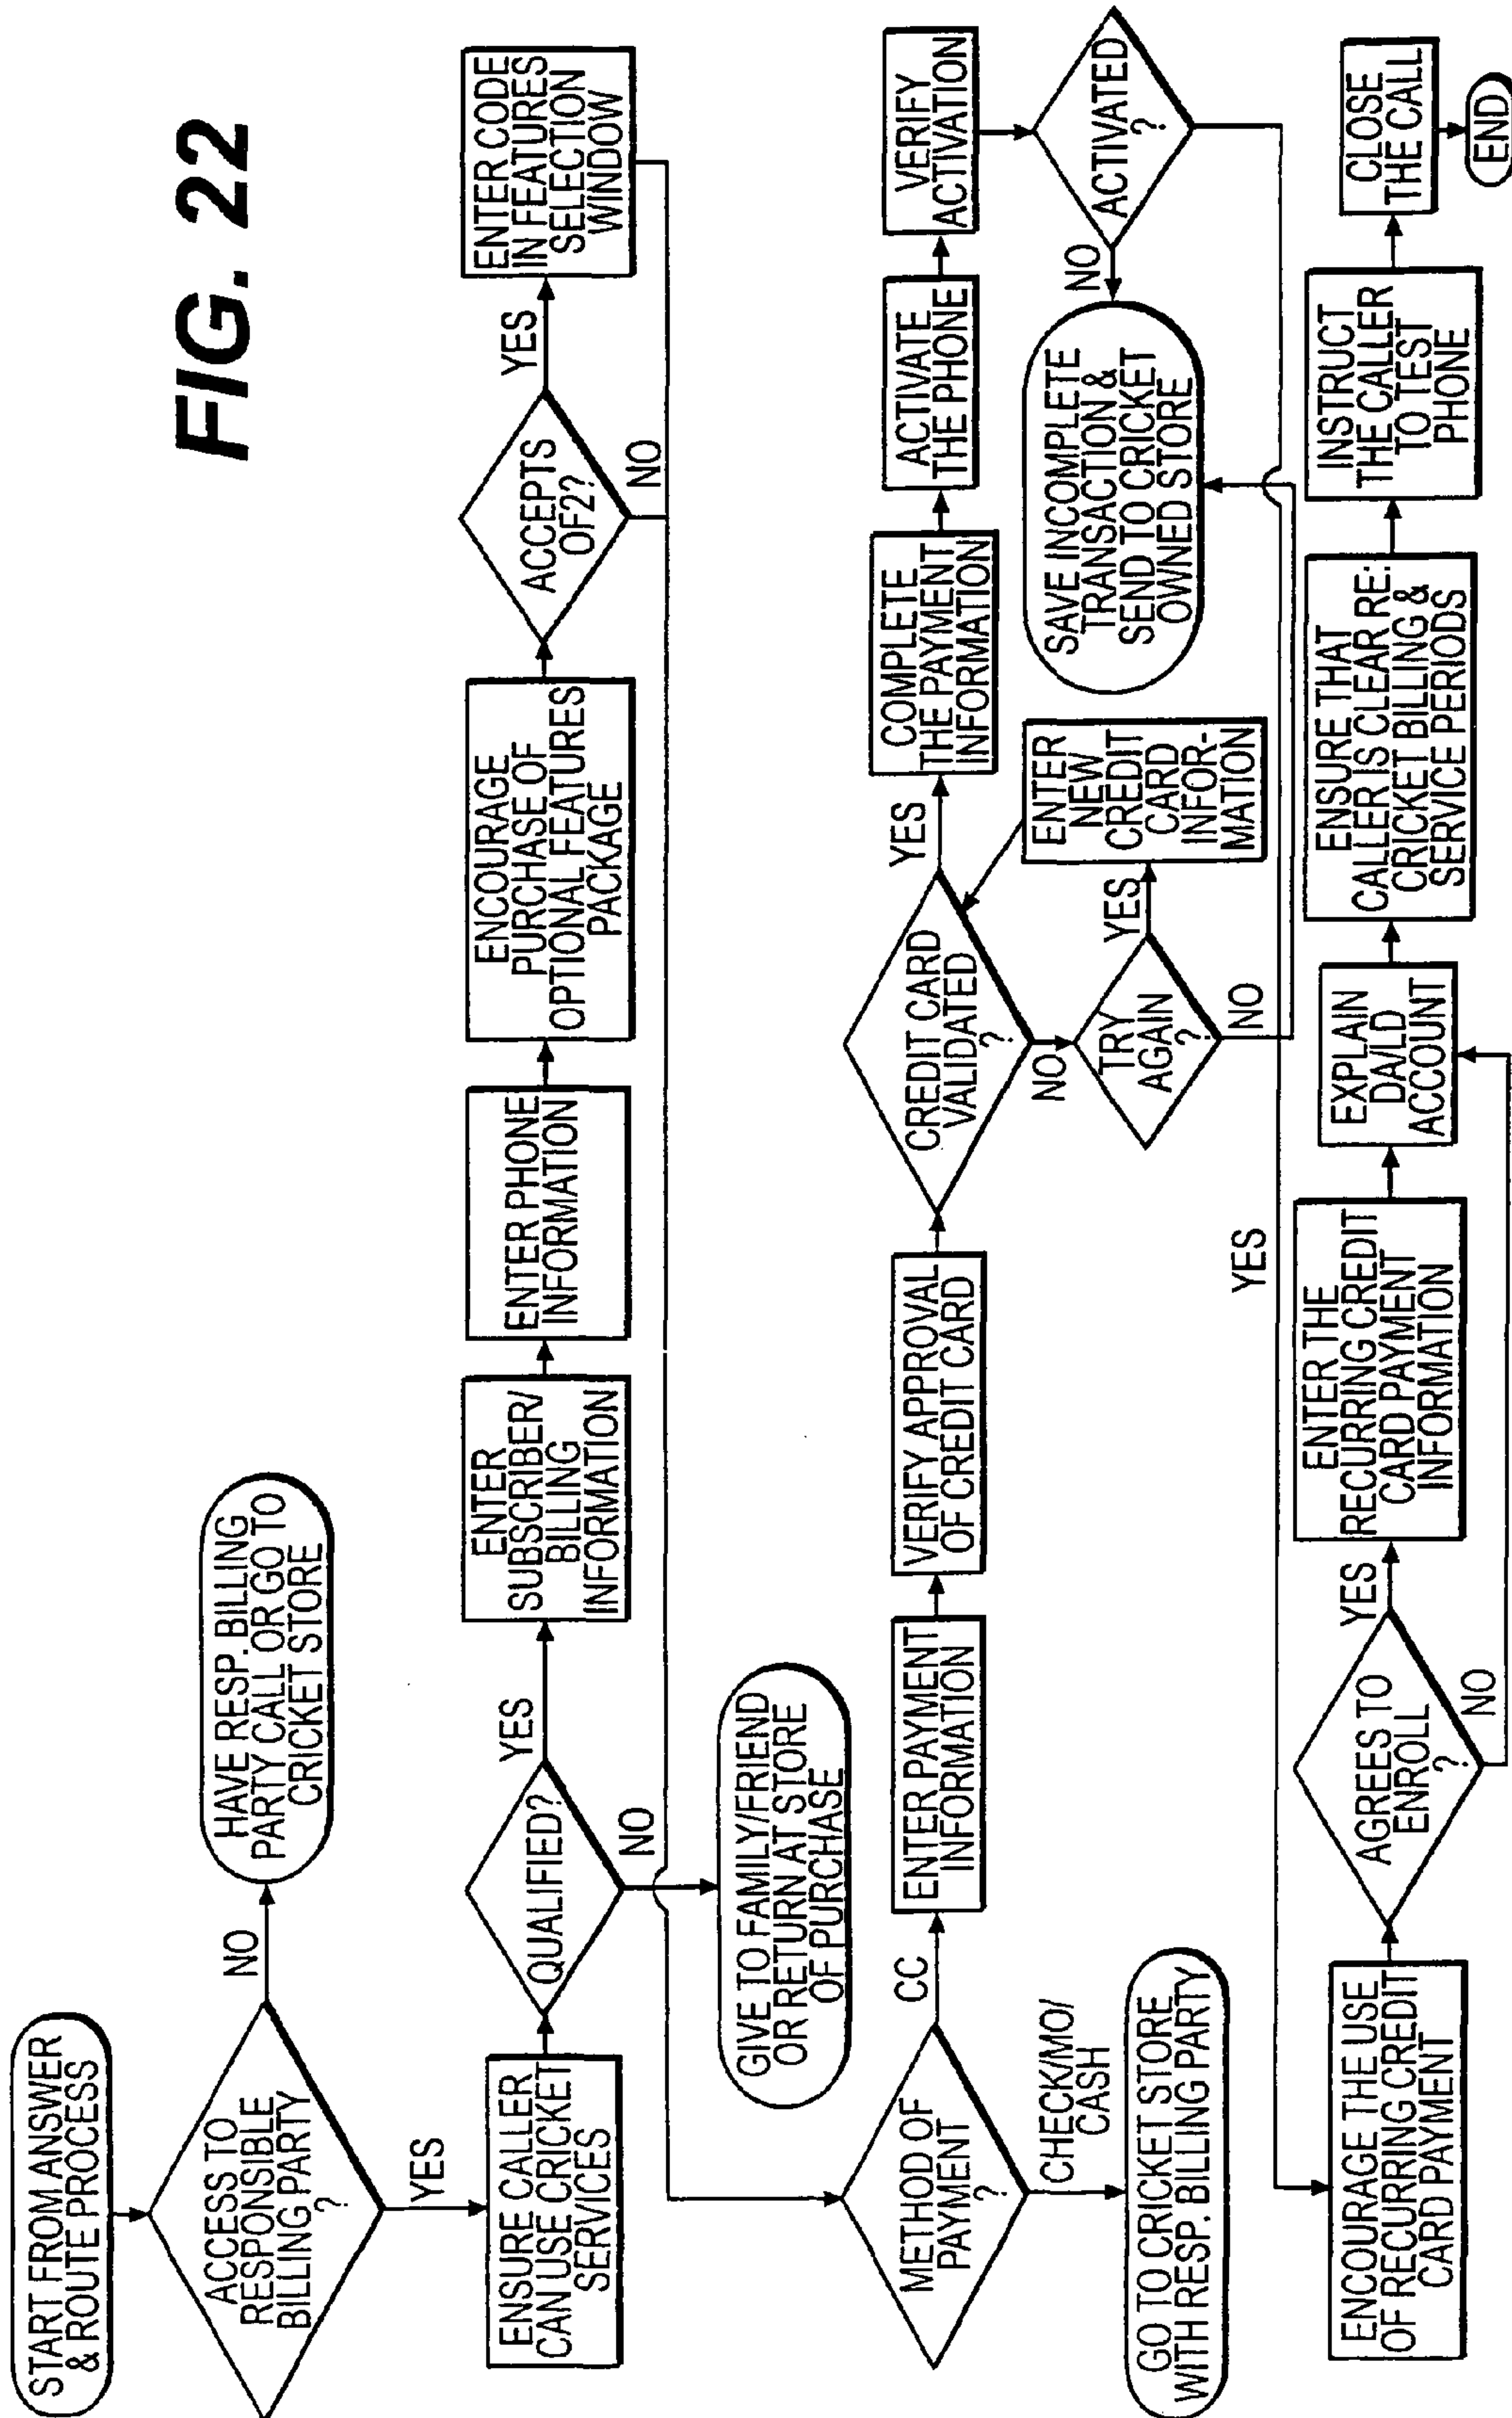 FIG. 22
START FROM ANSWER
& ROUTE PROCESS
ACCESS TO
RESPONSIBLE
BILLING PARTY
?
NO
HAVE RESP. BILLING
PARTY CALL OR GO TO
CRICKET STORE
YES
ENSURE CALLER
CAN USE CRICKET
SERVICES
QUALIFIED?
NO
GIVE TO FAMILY/FRIEND
OR RETURN AT STORE
OF PURCHASE
YES
ENTER
SUBSCRIBER/
BILLING
INFORMATION
ENTER PHONE
INFORMATION
ENCOURAGE
PURCHASE OF
OPTIONAL FEATURES
PACKAGE
ACCEPTS
OF2?
NO
YES
ENTER CODE
IN FEATURES
SELECTION
WINDOW
METHOD OF
PAYMENT
?
CHECK/MO/
CASH
GO TO CRICKET STORE
WITH RESP. BILLING PARTY
CC
ENTER PAYMENT
INFORMATION
VERIFY APPROVAL
OF CREDIT CARD
CREDIT CARD
VALIDATED
?
NO
TRY
AGAIN
?
NO
YES
ENTER
NEW
CREDIT
CARD
INFOR-
MATION
YES
COMPLETE
THE PAYMENT
INFORMATION
ACTIVATE
THE PHONE
VERIFY
ACTIVATION
ACTIVATED
?
NO
SAVE INCOMPLETE
TRANSACTION &
SEND TO CRICKET
OWNED STORE
YES
ENCOURAGE THE USE
OF RECURRING CREDIT
CARD PAYMENT
AGREES TO
ENROLL
?
NO
YES
ENTER THE
RECURRING CREDIT
CARD PAYMENT
INFORMATION
EXPLAIN
DA/LD
ACCOUNT
ENSURE THAT
CALLER IS CLEAR RE:
CRICKET BILLING &
SERVICE PERIODS
INSTRUCT
THE CALLER
TO TEST
PHONE
CLOSE
THE CALL
END